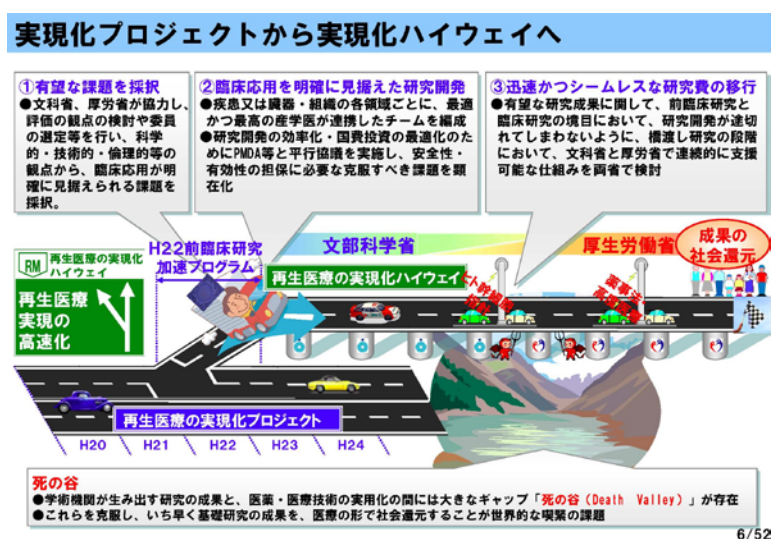 実現化プロジェクトから実現化ハイウェイへ
①有望な課題を採択
●文科省、厚労省が協力し、
評価の観点の検討や委員
の選定等を行い、科学
的・技術的・倫理的等の
観点から、臨床応用が明
確に見据えられる課題を
採択。
②臨床応用を明確に見据えた研究開発
●疾患又は臓器・組織の各領域ごとに、最適
かつ最高の産学医が連携したチームを編成
●研究開発の効率化・国費投資の最適化のた
めにPMDA等と平行協議を実施し、安全性・
有効性の担保に必要な克服すべき課題を顕
在化
③迅速かつシームレスな研究費の移行
●有望な研究成果に関して、前臨床研究と
臨床研究の境目において、研究開発が途切
れてしまわないように、橋渡し研究の段階
において、文科省と厚労省で連続的に支援
可能な仕組みを両省で検討
RM 再生医療の実現化
ハイウェイ
再生医療
実現の
高速化
H22前臨床研究
加速プログラム
文部科学省
厚生労働省
成果の
社会還元
再生医療の実現化ハイウェイ
ヒト幹
薬事法
再生医療の実現化プロジェクト
H20 H21 H22 H23 H24
死の谷
●学術機関が生み出す研究の成果と、医薬・医療技術の実用化の間には大きなギャップ「死の谷（Death Valley）」が存在
●これらを克服し、いち早く基礎研究の成果を、医療の形で社会還元することが世界的な喫緊の課題
6/52